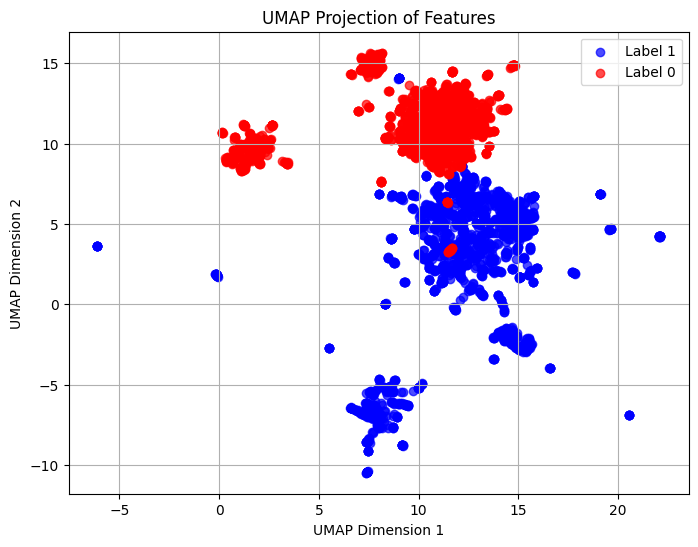 UMAP Projection of Features
Label 1
Label 0
UMAP Dimension 2
15
10
5
0
−5
−10
−5
0
5
10
15
20
UMAP Dimension 1